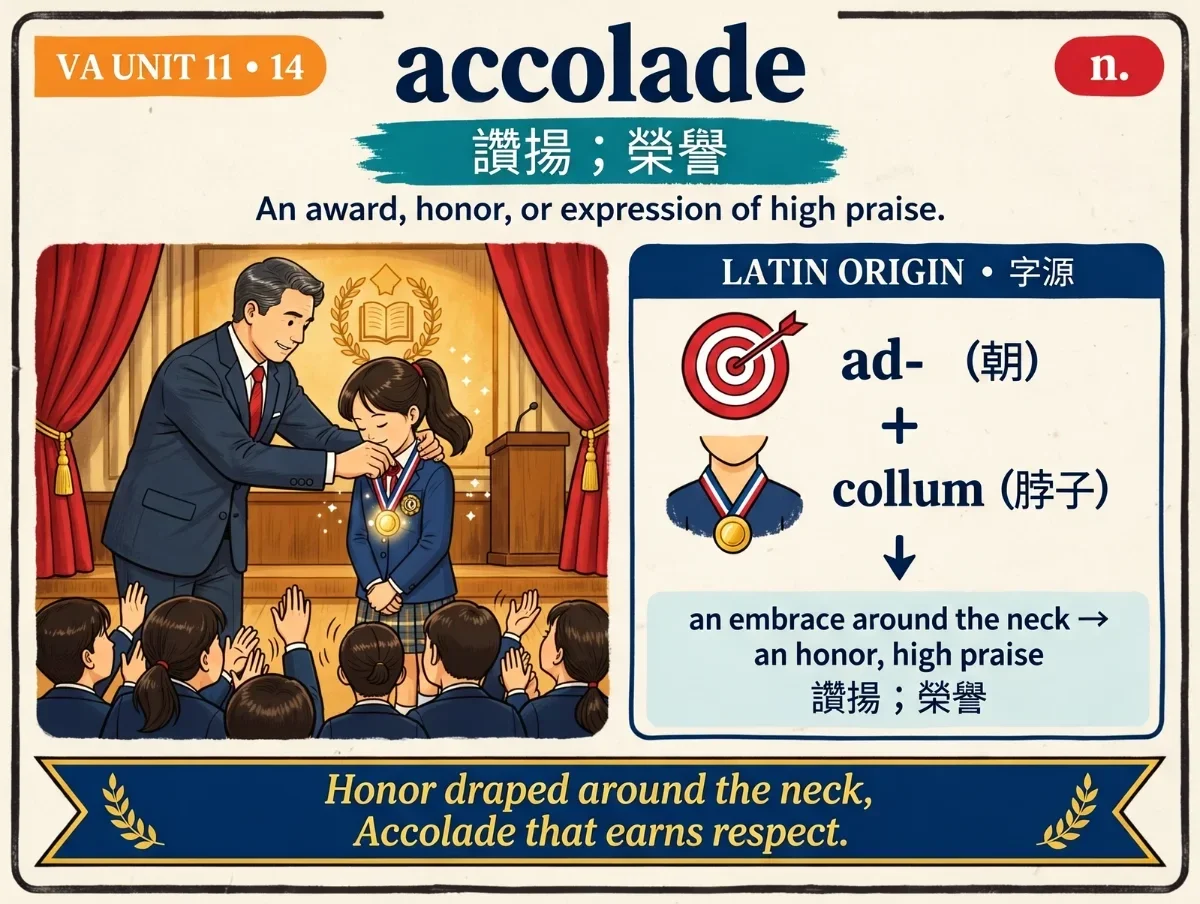 VA UNIT 11 • 14
accolade
n.
讚揚；榮譽
An award, honor, or expression of high praise.
LATIN ORIGIN • 字源
ad- （朝）
+
collum（脖子）
an embrace around the neck →
an honor, high praise
讚揚；榮譽
Honor draped around the neck,
Accolade that earns respect.